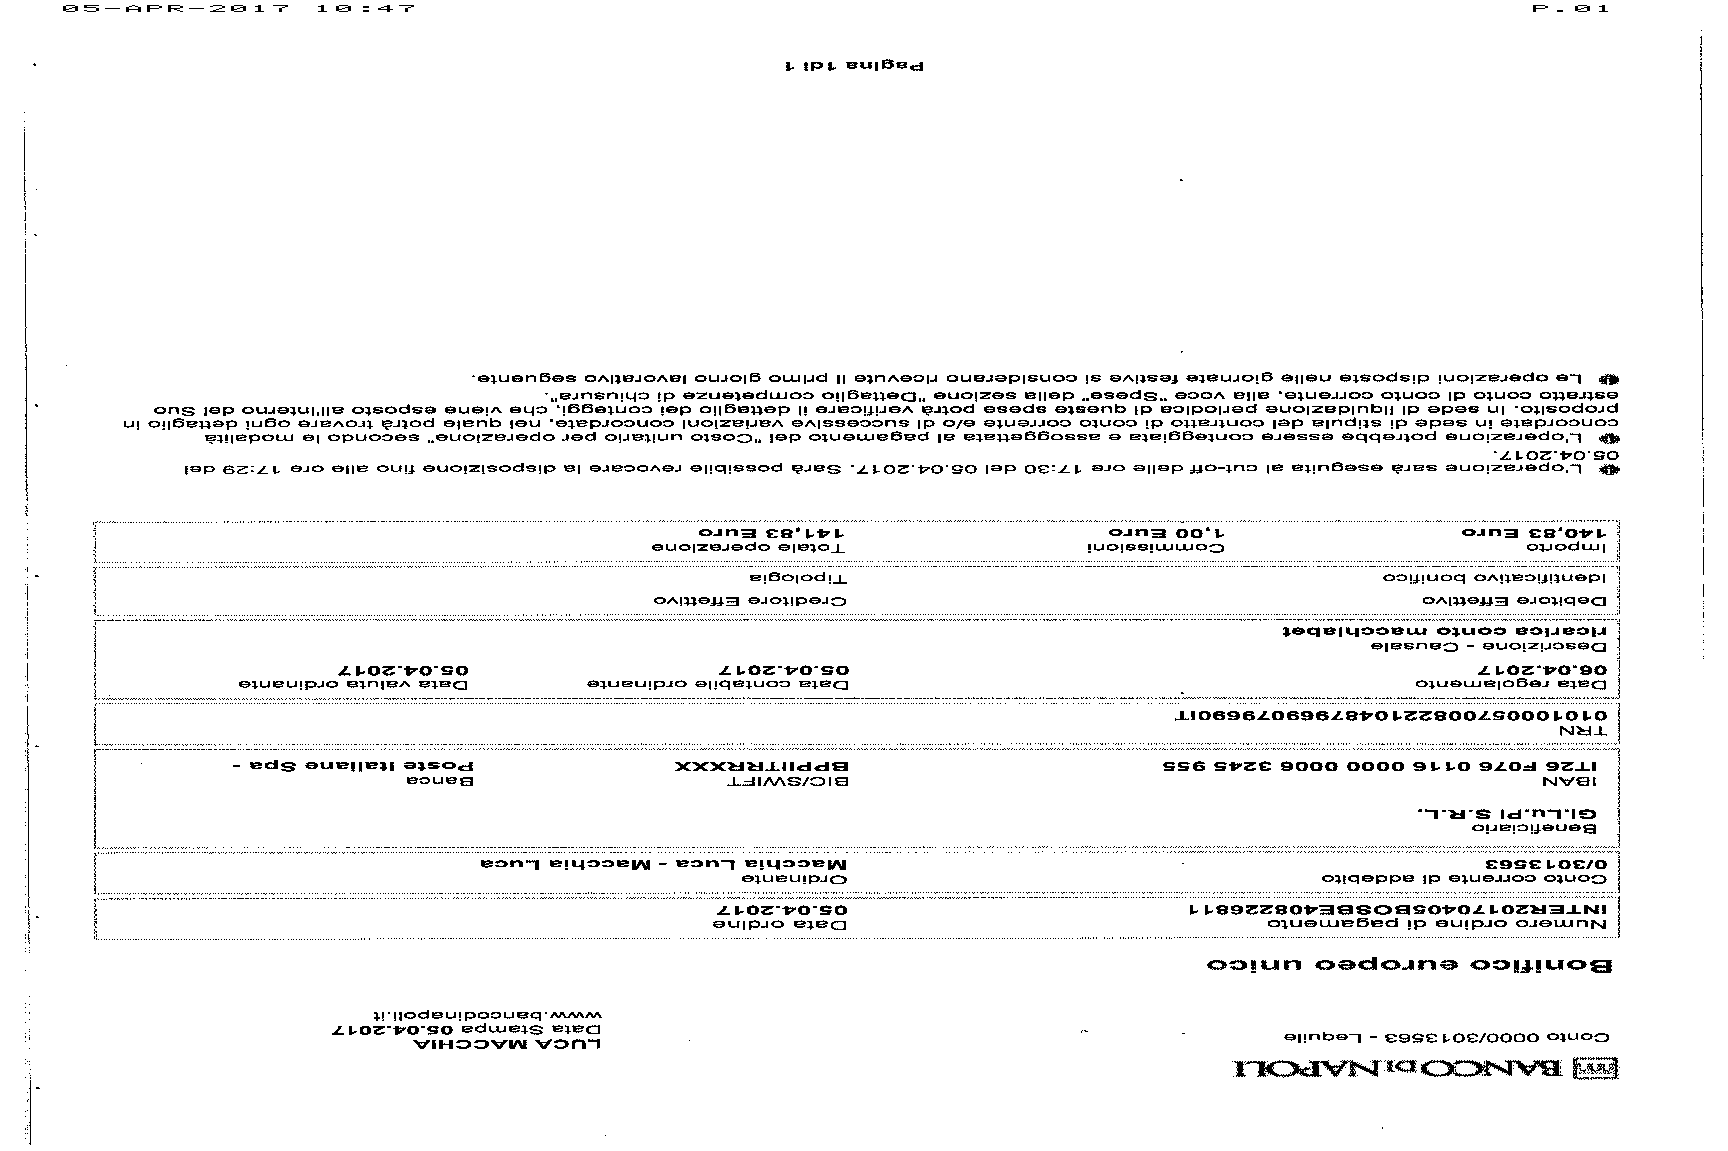 05-APR-2017 10:47 P.01
BANCO DI NAPOLI
Conto 0000/3013563 - Lequile
LUCA MACCHIA
Data Stampa 05.04.2017
www.bancodinapoli.it
Bonifico europeo unico
Numero ordine di pagamento Data ordine
INTER20170405BOSBE408226811 05.04.2017
Conto corrente di addebito Ordinante
0/3013563 Macchia Luca - Macchia Luca
Beneficiario
GI.Lu.PI S.R.L.
IBAN BIC/SWIFT Banca
IT26 F076 0116 0000 0006 3245 955 BPPIITRRXXX Poste Italiane Spa -
TRN
0101000570082210487969079690IT
Data regolamento Data contabile ordinante Data valuta ordinante
06.04.2017 05.04.2017 05.04.2017
Descrizione - Causale
ricarica conto macchiabet
Debitore Effettivo Creditore Effettivo
Identificativo bonifico Tipologia
Importo Commissioni Totale operazione
140,83 Euro 1,00 Euro 141,83 Euro
L'operazione sarà eseguita al cut-off delle ore 17:30 del 05.04.2017. Sarà possibile revocare la disposizione fino alle ore 17:29 del
05.04.2017.
L'operazione potrebbe essere conteggiata e assoggettata al pagamento del "Costo unitario per operazione" secondo le modalità
concordate in sede di stipula del contratto di conto corrente e/o di successive variazioni concordate, nel quale potrà trovare ogni dettaglio in
proposito. In sede di liquidazione periodica di queste spese potrà verificare il dettaglio dei conteggi, che viene esposto all'interno del Suo
estratto conto di conto corrente, alla voce "Spese" della sezione "Dettaglio competenze di chiusura".
Le operazioni disposte nelle giornate festive si considerano ricevute il primo giorno lavorativo seguente.
Pagina 1di 1